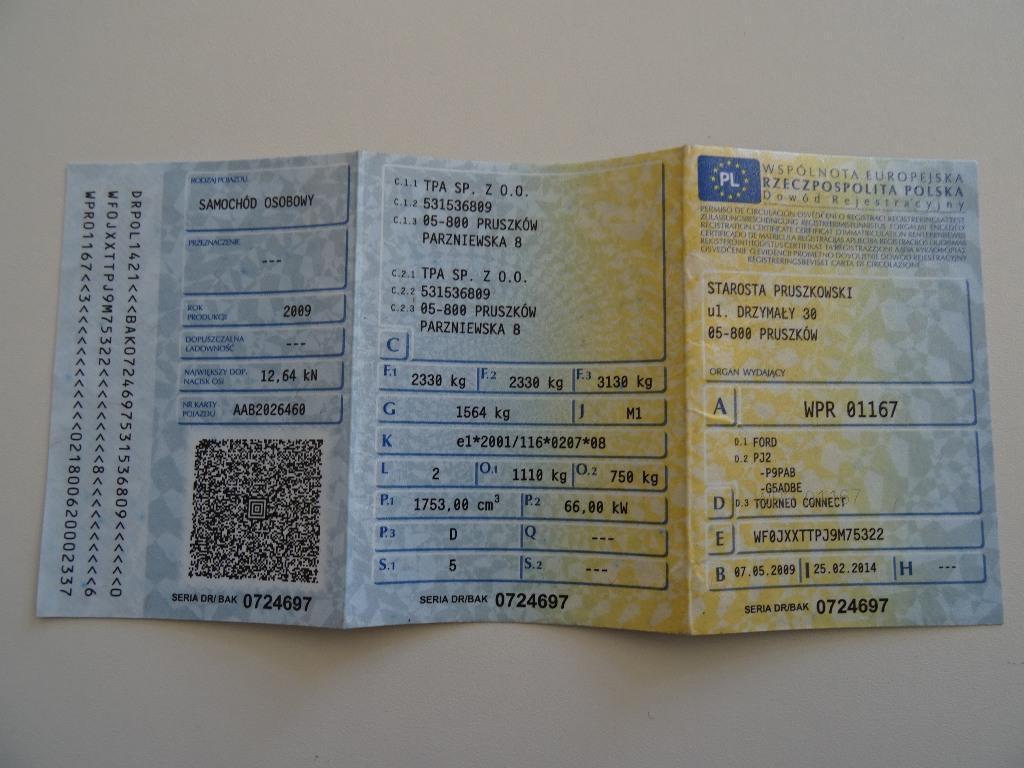 DRPOL1421<<BAK0724697531536809<<<<<<0
WF0JXXTTPJ9M75322<<<<<<<<8<<<<<<<<<<6
RODZAJ POJAZDU
SAMOCHÓD OSOBOWY
PRZEZNACZENIE
---
ROK PRODUKCJI 2009
DOPUSZCZALNA ŁADOWNOŚĆ ---
NAJWIĘKSZY DOP. NACISK OSI 12,64 kN
NR KARTY POJAZDU AAB2026460
SERIA DR/BAK 0724697
C.1.1 TPA SP. Z O.O.
C.1.2 531536809
C.1.3 05-800 PRUSZKÓW
PARZNIEWSKA 8
C.2.1 TPA SP. Z O.O.
C.2.2 531536809
C.2.3 05-800 PRUSZKÓW
PARZNIEWSKA 8
C
F.1 2330 kg F.2 2330 kg F.3 3130 kg
G 1564 kg J M1
K e1*2001/116*0207*08
L 2 O.1 1110 kg O.2 750 kg
P.1 1753,00 cm³ P.2 66,00 kW
P.3 D Q ---
S.1 5 S.2 ---
SERIA DR/BAK 0724697
PL
WSPÓLNOTA EUROPEJSKA
RZECZPOSPOLITA POLSKA
Dowód Rejestracyjny
STAROSTA PRUSZKOWSKI
ul. DRZYMAŁY 30
05-800 PRUSZKÓW
ORGAN WYDAJĄCY
A WPR 01167
D.1 FORD
D.2 PJ2
-P9PAB
-G5ADBE
D D.3 TOURNEO CONNECT
E WF0JXXTTPJ9M75322
B 07.05.2009 I 25.02.2014 H ---
SERIA DR/BAK 0724697